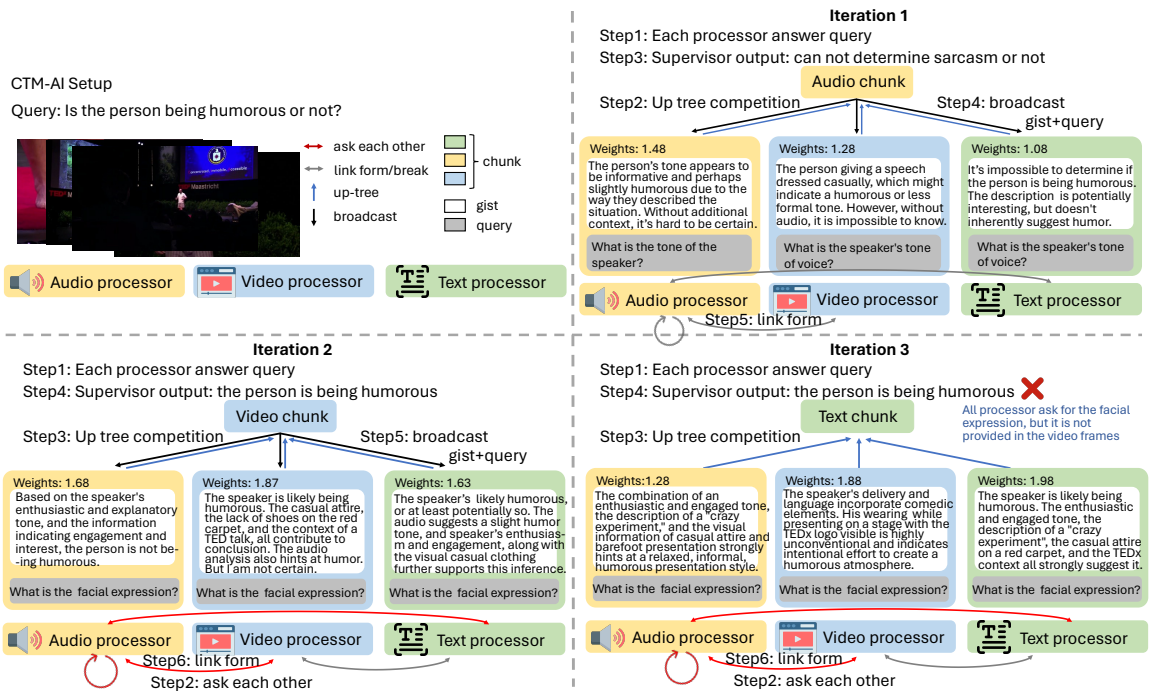 CTM-AI Setup
Query: Is the person being humorous or not?
TEDx Maastricht
ask each other
link form/break
up-tree
broadcast
chunk
gist
query
Audio processor
Video processor
Text processor
Iteration 1
Step1: Each processor answer query
Step3: Supervisor output: can not determine sarcasm or not
Audio chunk
Step2: Up tree competition
Step4: broadcast
gist+query
Weights: 1.48
The person's tone appears to
be informative and perhaps
slightly humorous due to the
way they described the
situation. Without additional
context, it's hard to be certain.
What is the tone of the
speaker?
Weights: 1.28
The person giving a speech
dressed casually, which might
indicate a humorous or less
formal tone. However, without
audio, it is impossible to know.
What is the speaker's tone
of voice?
Weights: 1.08
It's impossible to determine if
the person is being humorous.
The description is potentially
interesting, but doesn't
inherently suggest humor.
What is the speaker's tone
of voice?
Audio processor
Video processor
Text processor
Step5: link form
Iteration 2
Step1: Each processor answer query
Step4: Supervisor output: the person is being humorous
Video chunk
Step3: Up tree competition
Step5: broadcast
gist+query
Weights: 1.68
Based on the speaker's
enthusiastic and explanatory
tone, and the information
indicating engagement and
interest, the person is not be-
-ing humorous.
What is the facial expression?
Weights: 1.87
The speaker is likely being
humorous. The casual attire,
the lack of shoes on the red
carpet, and the context of a
TED talk, all contribute to
conclusion. The audio
analysis also hints at humor.
But I am not certain.
What is the facial expression?
Weights: 1.63
The speaker's likely humorous,
or at least potentially so. The
audio suggests a slight humor
tone, and speaker's enthusias-
m and engagement, along with
the visual casual clothing
further supports this inference.
What is the facial expression?
Audio processor
Video processor
Text processor
Step6: link form
Step2: ask each other
Iteration 3
Step1: Each processor answer query
Step4: Supervisor output: the person is being humorous
Text chunk
All processor ask for the facial
expression, but it is not
provided in the video frames
Step3: Up tree competition
Weights:1.28
The combination of an
enthusiastic and engaged tone,
the description of a "crazy
experiment," and the visual
information of casual attire and
barefoot presentation strongly
hints at a relaxed, informal,
humorous presentation style.
What is the facial expression?
Weights: 1.88
The speaker's delivery and
language incorporate comedic
elements. His wearing while
presenting on a stage with the
TEDx logo visible is highly
unconventional and indicates
intentional effort to create a
humorous atmosphere.
What is the facial expression?
Weights: 1.98
The speaker is likely being
humorous. The enthusiastic
and engaged tone, the
description of a "crazy
experiment", the casual attire
on a red carpet, and the TEDx
context all strongly suggest it.
What is the facial expression?
Audio processor
Video processor
Text processor
Step6: link form
Step2: ask each other